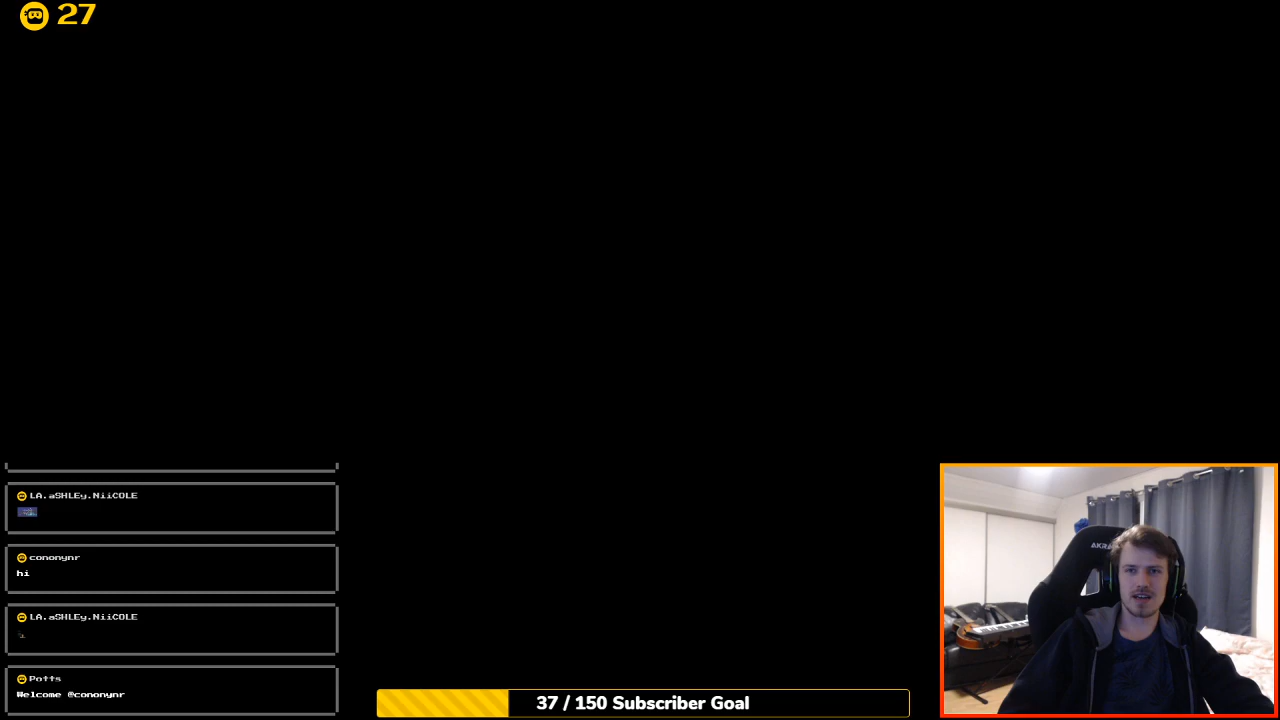 27
LA.aSHLEy.NiiCOLE
cononynr
hi
LA.aSHLEy.NiiCOLE
Potts
Welcome @cononynr
37 / 150 Subscriber Goal